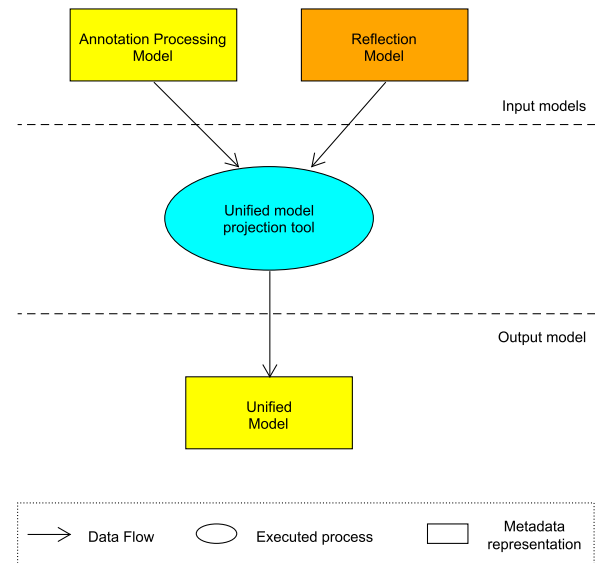 Annotation Processing
Model
Reflection
Model
Input models
Unified model
projection tool
Output model
Unified
Model
Data Flow
Executed process
Metadata
representation